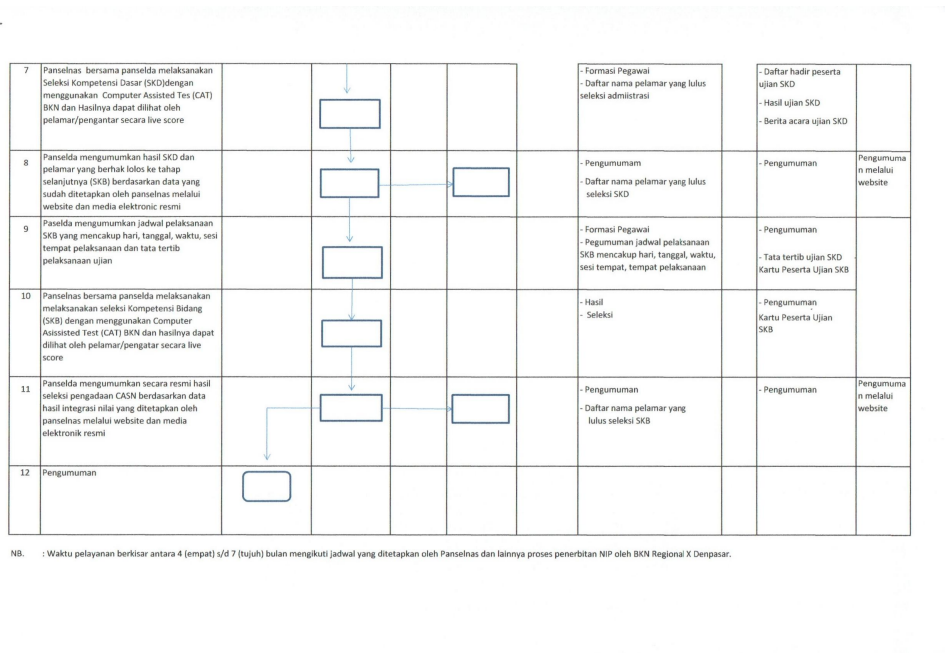 7
Panselnas bersama panselda melaksanakan
Seleksi Kompetensi Dasar (SKD)dengan
menggunakan Computer Assisted Tes (CAT)
BKN dan Hasilnya dapat dilihat oleh
pelamar/pengantar secara live score
- Formasi Pegawai
- Daftar nama pelamar yang lulus
seleksi admiistrasi
- Daftar hadir peserta
ujian SKD
- Hasil ujian SKD
- Berita acara ujian SKD
8
Panselda mengumumkan hasil SKD dan
pelamar yang berhak lolos ke tahap
selanjutnya (SKB) berdasarkan data yang
sudah ditetapkan oleh panselnas melalui
website dan media elektronic resmi
- Pengumumam
- Daftar nama pelamar yang lulus
seleksi SKD
- Pengumuman
Pengumuma
n melalui
website
9
Paselda mengumumkan jadwal pelaksanaan
SKB yang mencakup hari, tanggal, waktu, sesi
tempat pelaksanaan dan tata tertib
pelaksanaan ujian
- Formasi Pegawai
- Pegumuman jadwal pelaksanaan
SKB mencakup hari, tanggal, waktu,
sesi tempat, tempat pelaksanaan
- Pengumuman
- Tata tertib ujian SKD
Kartu Peserta Ujian SKB
10
Panselnas bersama panselda melaksanakan
melaksanakan seleksi Kompetensi Bidang
(SKB) dengan menggunakan Computer
Asissisted Test (CAT) BKN dan hasilnya dapat
dilihat oleh pelamar/pengatar secara live
score
- Hasil
- Seleksi
- Pengumuman
Kartu Peserta Ujian
SKB
11
Panselda mengumumkan secara resmi hasil
seleksi pengadaan CASN berdasarkan data
hasil integrasi nilai yang ditetapkan oleh
panselnas melalui website dan media
elektronik resmi
- Pengumuman
- Daftar nama pelamar yang
lulus seleksi SKB
- Pengumuman
Pengumuma
n melalui
website
12
Pengumuman
NB. : Waktu pelayanan berkisar antara 4 (empat) s/d 7 (tujuh) bulan mengikuti jadwal yang ditetapkan oleh Panselnas dan lainnya proses penerbitan NIP oleh BKN Regional X Denpasar.